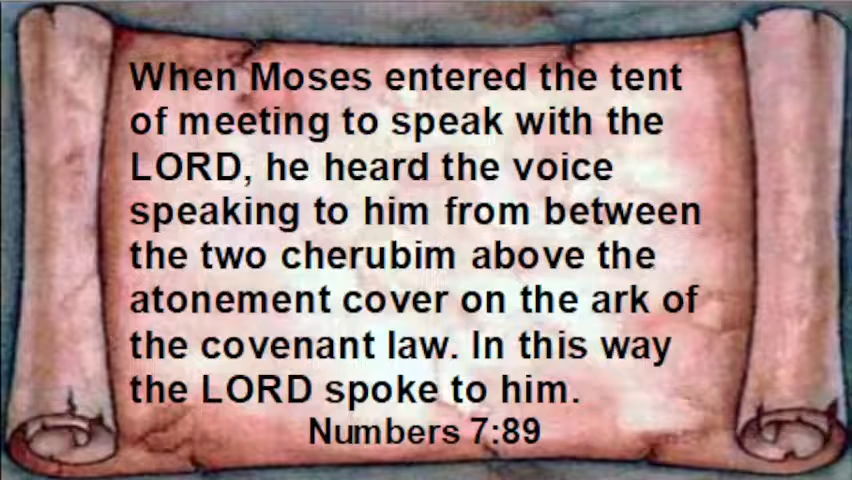 When Moses entered the tent
of meeting to speak with the
LORD, he heard the voice
speaking to him from between
the two cherubim above the
atonement cover on the ark of
the covenant law. In this way
the LORD spoke to him.
Numbers 7:89